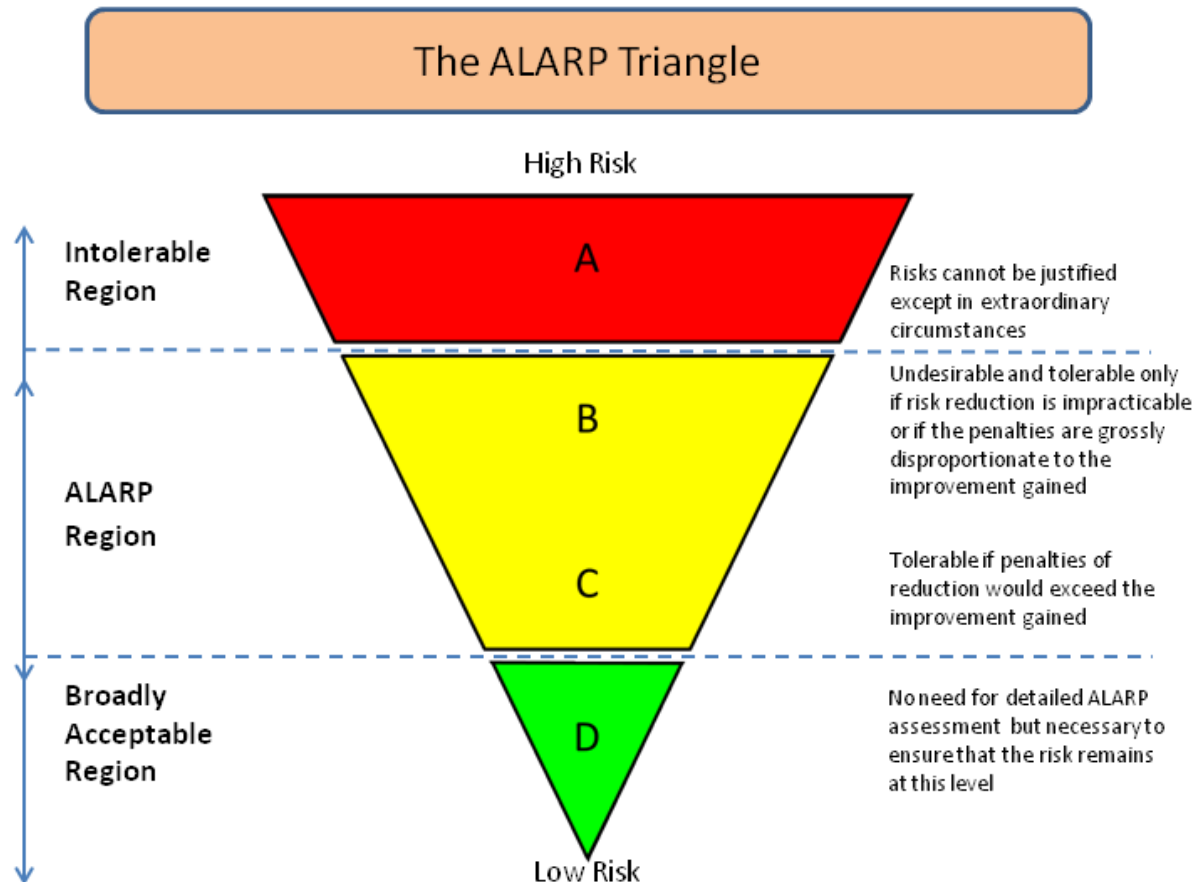 The ALARP Triangle
High Risk
Intolerable
Region
A
Risks cannot be justified
except in extraordinary
circumstances
ALARP
Region
B
Undesirable and tolerable only
if risk reduction is impracticable
or if the penalties are grossly
disproportionate to the
improvement gained
C
Tolerable if penalties of
reduction would exceed the
improvement gained
Broadly
Acceptable
Region
D
No need for detailed ALARP
assessment but necessary to
ensure that the risk remains
at this level
Low Risk